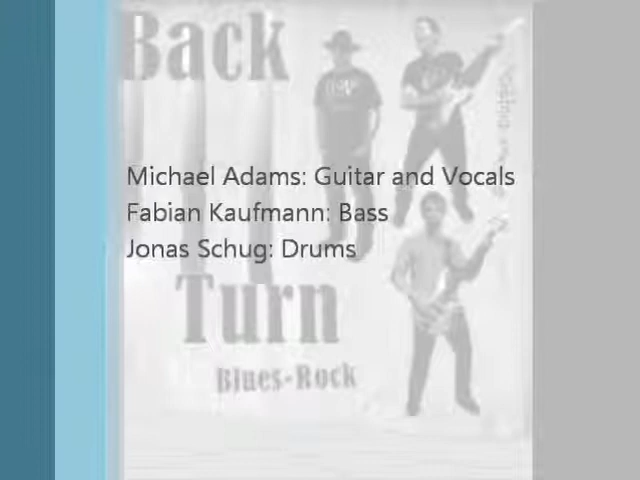 Back
Michael Adams: Guitar and Vocals
Fabian Kaufmann: Bass
Jonas Schug: Drums
Turn
Blues-Rock